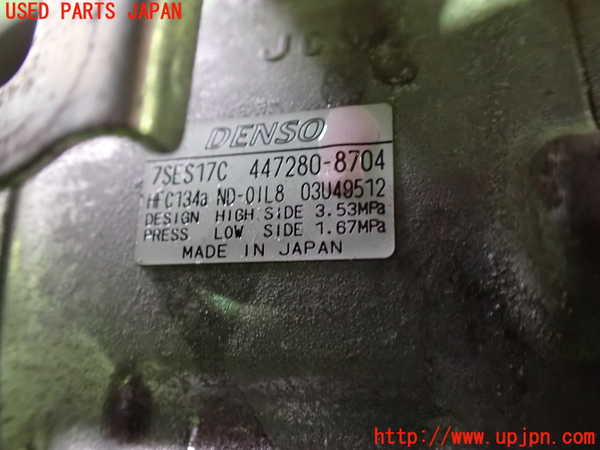 USED PARTS JAPAN
DENSO
7SES17C 447280-8704
HFC134a ND-OIL8 03U49512
DESIGN HIGH SIDE 3.53MPa
PRESS LOW SIDE 1.67MPa
MADE IN JAPAN
http://www.upjpn.com/